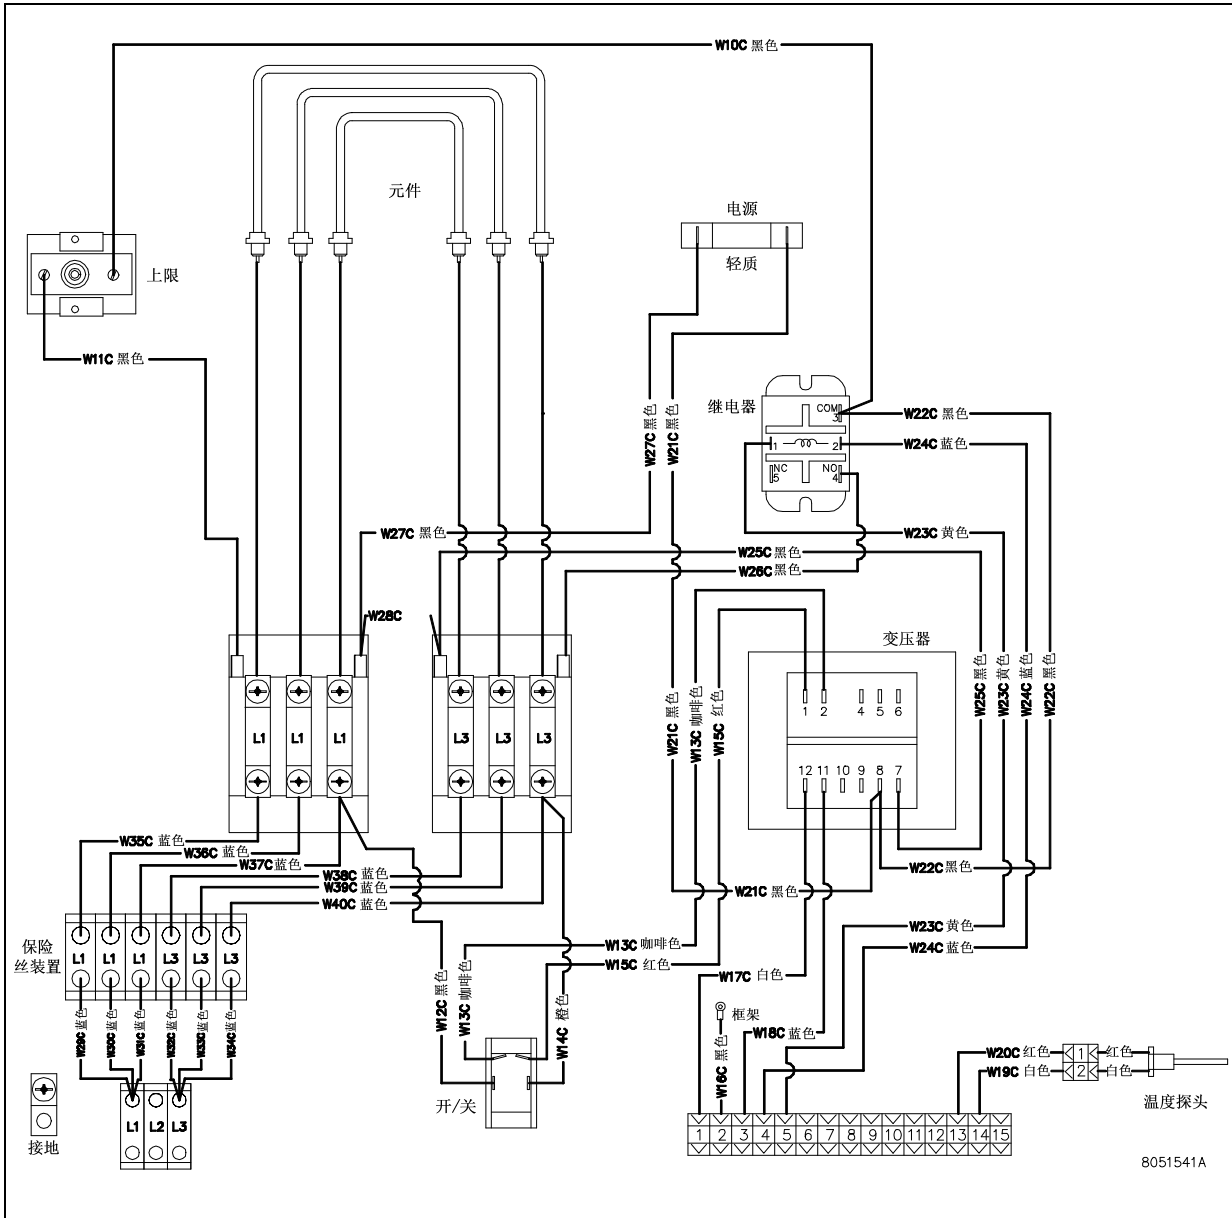 W10C 黑色
元件
电源
轻质
上限
W11C 黑色
继电器
COM
3
1
2
NC
5
NO
4
W22C 黑色
W24C 蓝色
W27C 黑色
W21C 黑色
W27C 黑色
W23C 黄色
W25C 黑色
W26C 黑色
W28C
变压器
W21C 黑色
W13C 咖啡色
W15C 红色
W25C 黑色
W23C 黄色
W24C 蓝色
W22C 黑色
1 2 4 5 6
12 11 10 9 8 7
L1 L1 L1
L3 L3 L3
W35C 蓝色
W36C 蓝色
W37C 蓝色
W38C 蓝色
W39C 蓝色
W40C 蓝色
W22C 黑色
W21C 黑色
W23C 黄色
W24C 蓝色
W13C 咖啡色
W15C 红色
W17C 白色
保险
丝装置
L1 L1 L1 L3 L3 L3
W29C 蓝色
W30C 蓝色
W31C 蓝色
W32C 蓝色
W33C 蓝色
W34C 蓝色
W12C 黑色
W13C 咖啡色
W14C 橙色
框架
W16C 黑色
W18C 蓝色
W20C 红色
1
红色
W19C 白色
2
白色
温度探头
开/关
接地
L1 L2 L3
1 2 3 4 5 6 7 8 9 10 11 12 13 14 15
8051541A